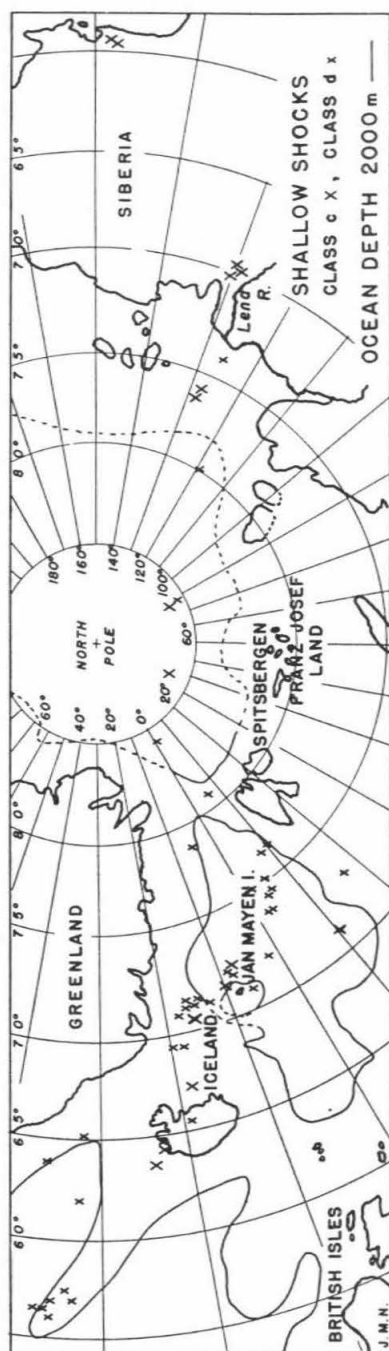 60°
65°
70°
75°
80°
80°
75°
70°
65°
60°
40°
20°
0°
20°
60°
100°
120°
140°
160°
180°
GREENLAND
NORTH
+
POLE
SIBERIA
ICELAND
JAN MAYEN I.
SPITSBERGEN
FRANZ JOSEF
LAND
Lena
R.
BRITISH ISLES
SHALLOW SHOCKS
CLASS c X, CLASS d x
OCEAN DEPTH 2000m
J.M.N.